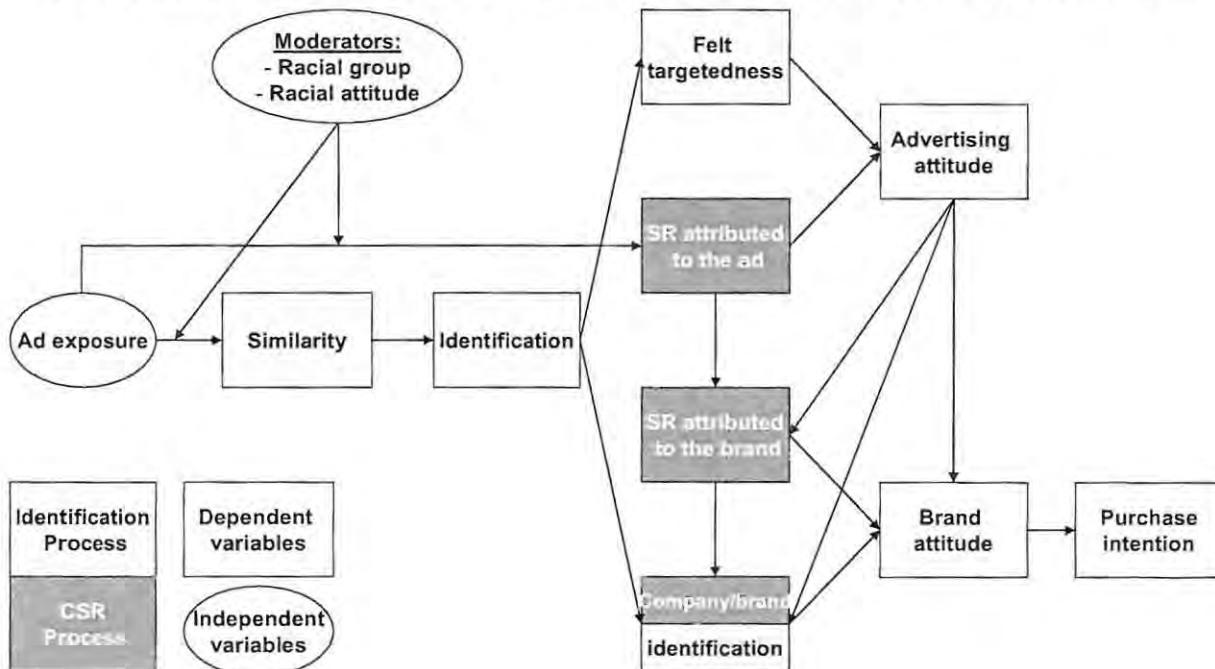 Moderators:
- Racial group
- Racial attitude
Felt
targetedness
Advertising
attitude
SR attributed
to the ad
Ad exposure
Similarity
Identification
SR attributed
to the brand
Brand
attitude
Purchase
intention
Company/brand
identification
Identification
Process
Dependent
variables
CSR
Process
Independent
variables